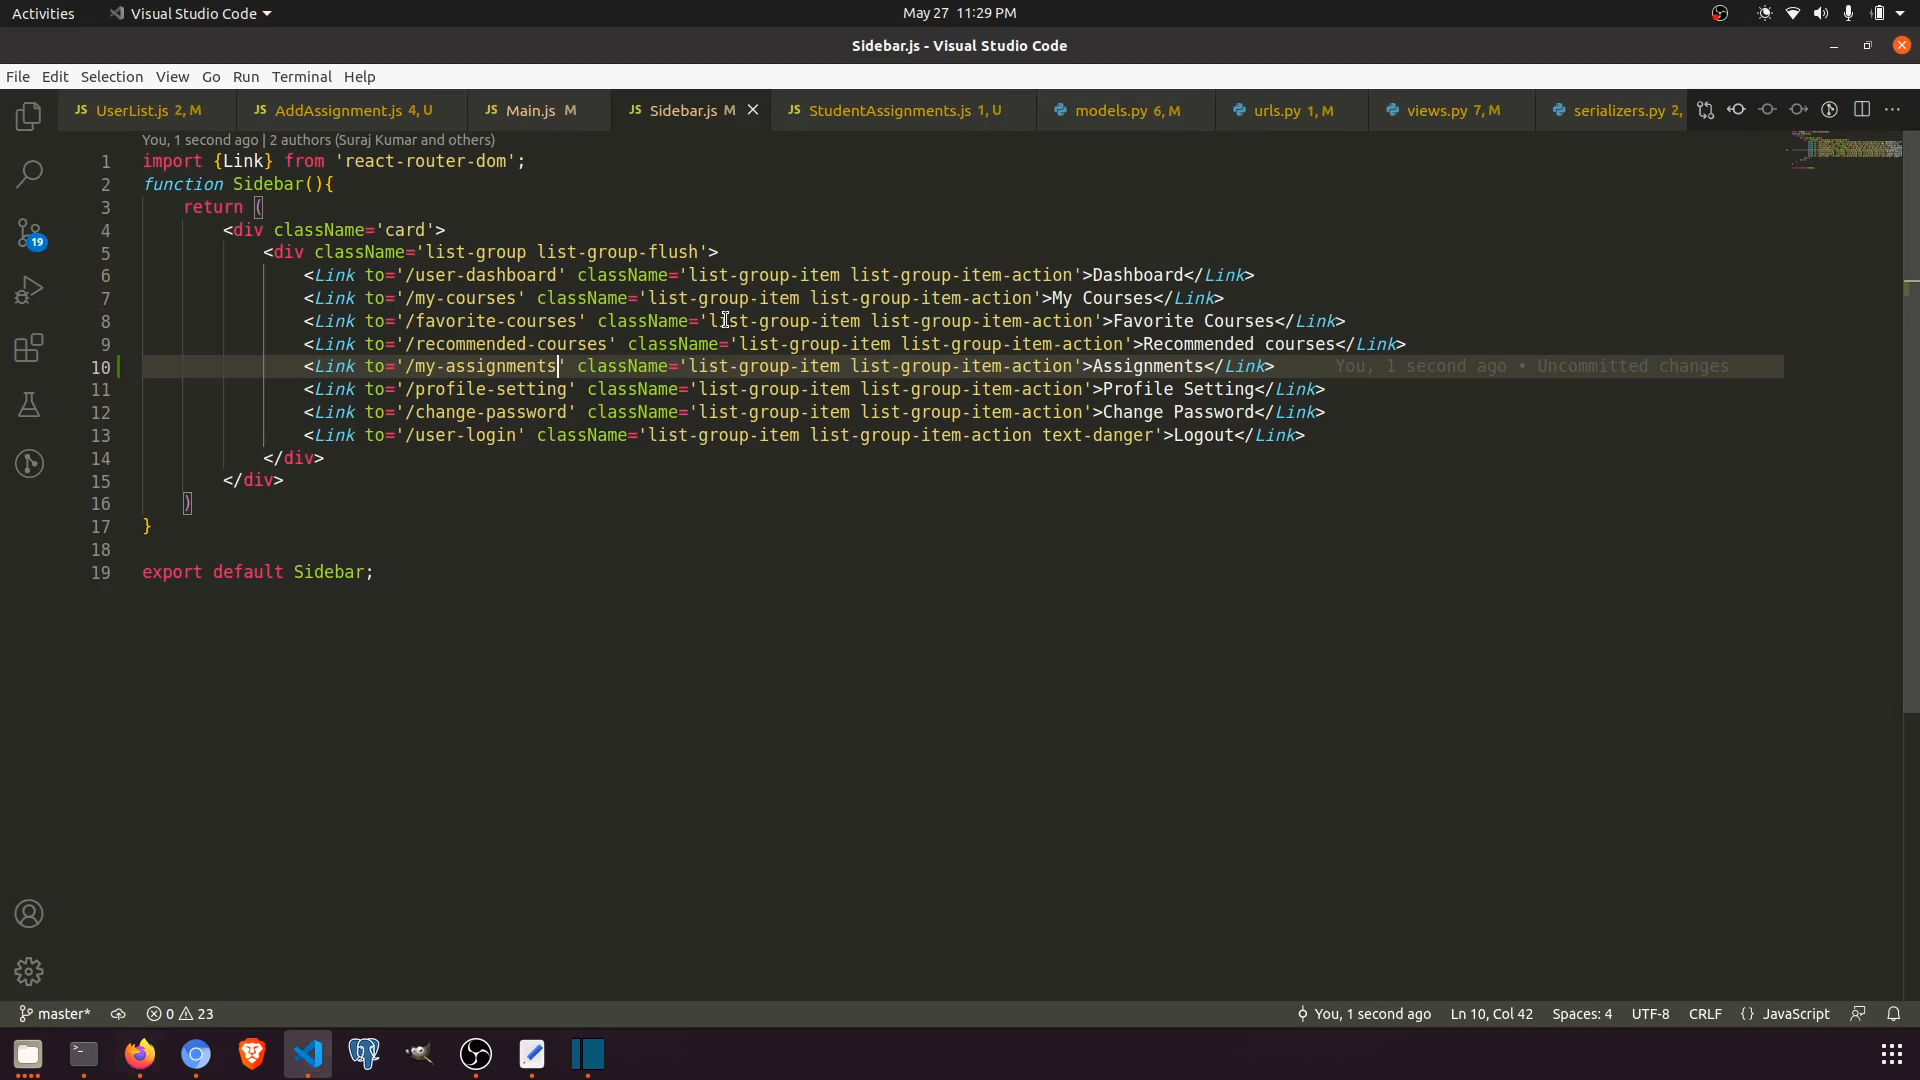 Activities Visual Studio Code May 27 11:29 PM
Sidebar.js - Visual Studio Code
File Edit Selection View Go Run Terminal Help
JS UserList.js 2, M JS AddAssignment.js 4, U JS Main.js M JS Sidebar.js M JS StudentAssignments.js 1, U models.py 6, M urls.py 1, M views.py 7, M serializers.py 2,
You, 1 second ago | 2 authors (Suraj Kumar and others)
1 import {Link} from 'react-router-dom';
2 function Sidebar(){
3 return (
4 <div className='card'>
5 <div className='list-group list-group-flush'>
6 <Link to='/user-dashboard' className='list-group-item list-group-item-action'>Dashboard</Link>
7 <Link to='/my-courses' className='list-group-item list-group-item-action'>My Courses</Link>
8 <Link to='/favorite-courses' className='list-group-item list-group-item-action'>Favorite Courses</Link>
9 <Link to='/recommended-courses' className='list-group-item list-group-item-action'>Recommended courses</Link>
10 <Link to='/my-assignments' className='list-group-item list-group-item-action'>Assignments</Link> You, 1 second ago • Uncommitted changes
11 <Link to='/profile-setting' className='list-group-item list-group-item-action'>Profile Setting</Link>
12 <Link to='/change-password' className='list-group-item list-group-item-action'>Change Password</Link>
13 <Link to='/user-login' className='list-group-item list-group-item-action text-danger'>Logout</Link>
14 </div>
15 </div>
16 )
17 }
18
19 export default Sidebar;
19
master* 0 23 You, 1 second ago Ln 10, Col 42 Spaces: 4 UTF-8 CRLF {} JavaScript